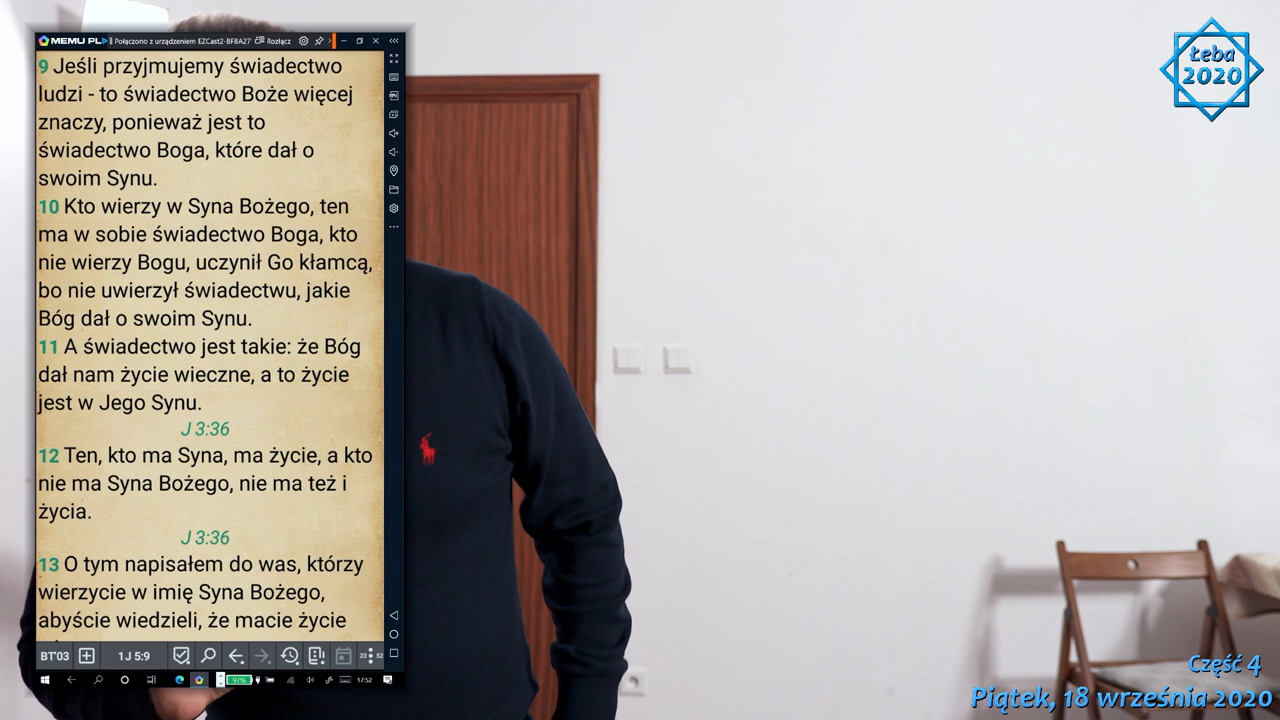 MEMU PL
Połączono z urządzeniem EZCast2-BF8A27
Rozłącz
9 Jeśli przyjmujemy świadectwo
ludzi - to świadectwo Boże więcej
znaczy, ponieważ jest to
świadectwo Boga, które dał o
swoim Synu.
10 Kto wierzy w Syna Bożego, ten
ma w sobie świadectwo Boga, kto
nie wierzy Bogu, uczynił Go kłamcą,
bo nie uwierzył świadectwu, jakie
Bóg dał o swoim Synu.
11 A świadectwo jest takie: że Bóg
dał nam życie wieczne, a to życie
jest w Jego Synu.
J 3:36
12 Ten, kto ma Syna, ma życie, a kto
nie ma Syna Bożego, nie ma też i
życia.
J 3:36
13 O tym napisałem do was, którzy
wierzycie w imię Syna Bożego,
abyście wiedzieli, że macie życie
BT'03
1J 5:9
97%
17:52
Łeba
2020
Część 4
Piątek, 18 września 2020